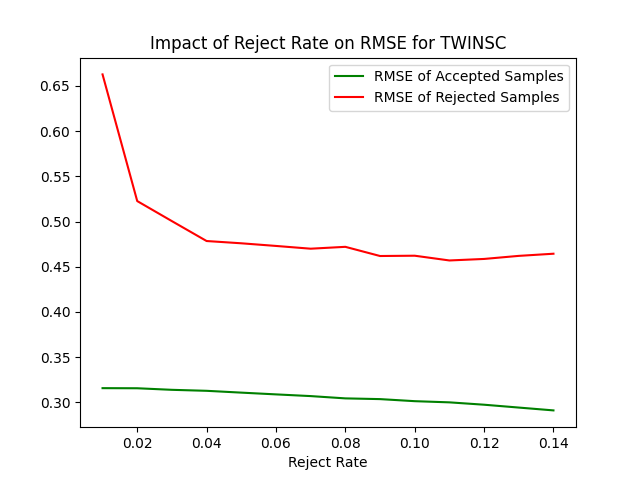 Impact of Reject Rate on RMSE for TWINSC
RMSE of Accepted Samples
RMSE of Rejected Samples
0.65
0.60
0.55
0.50
0.45
0.40
0.35
0.30
0.02 0.04 0.06 0.08 0.10 0.12 0.14
Reject Rate